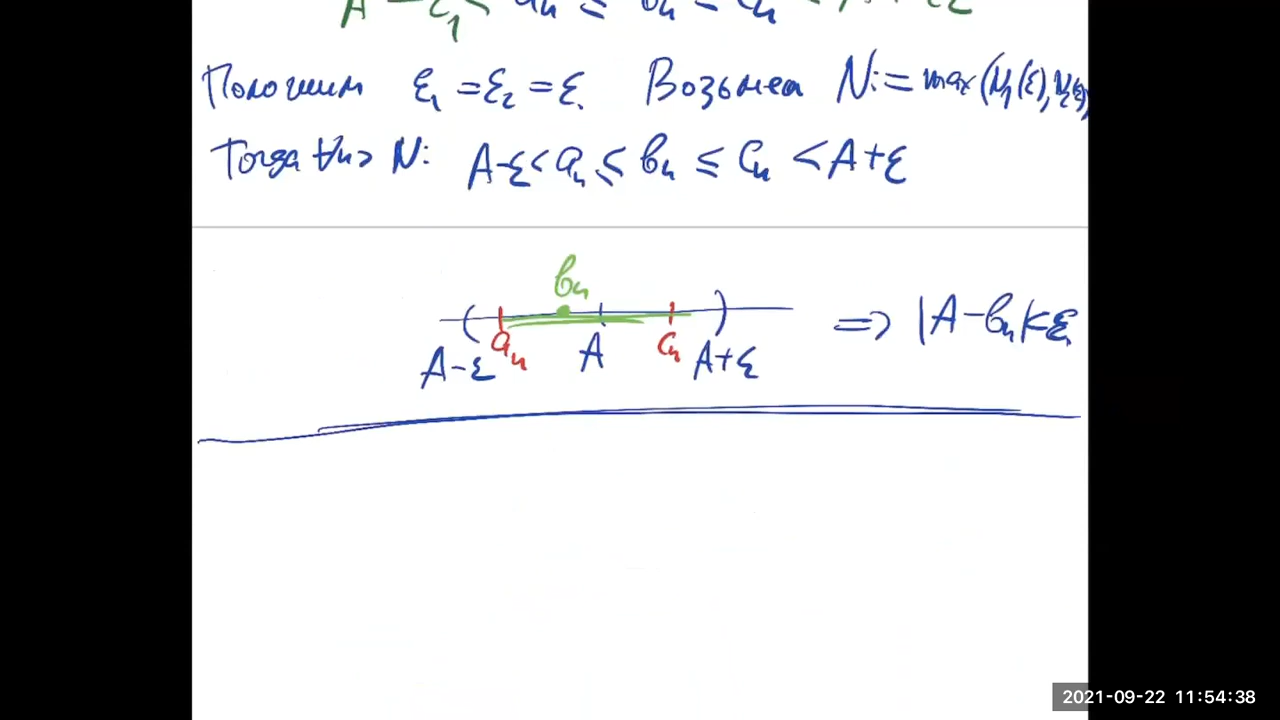 Положим ε₁ = ε₂ = ε. Возьмем N := max(N₁(ε), N₂(ε)
Тогда ∀n > N: A-ε < aₙ ≤ bₙ ≤ cₙ < A+ε
bₙ
aₙ A cₙ
A-ε A+ε ⇒ |A-bₙ|<ε
2021-09-22 11:54:38